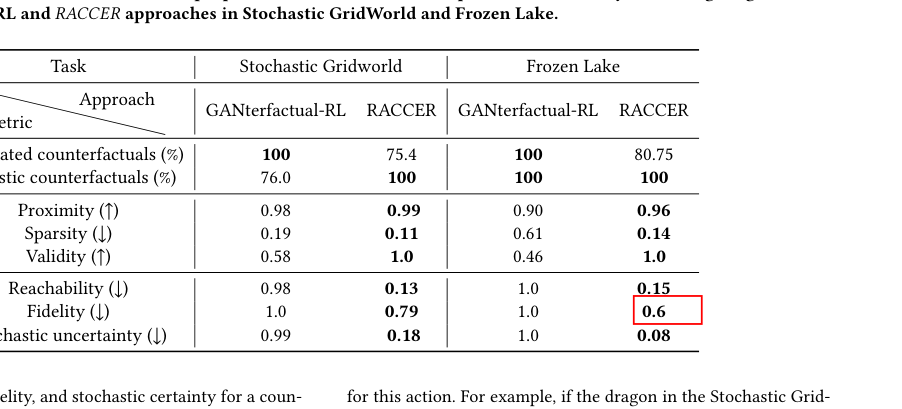 RL and RACCER approaches in Stochastic GridWorld and Frozen Lake.
Task Stochastic Gridworld Frozen Lake
Approach
etric GANterfactual-RL RACCER GANterfactual-RL RACCER
ated counterfactuals (%) 100 75.4 100 80.75
stic counterfactuals (%) 76.0 100 100 100
Proximity (↑) 0.98 0.99 0.90 0.96
Sparsity (↓) 0.19 0.11 0.61 0.14
Validity (↑) 0.58 1.0 0.46 1.0
Reachability (↓) 0.98 0.13 1.0 0.15
Fidelity (↓) 1.0 0.79 1.0 0.6
chastic uncertainty (↓) 0.99 0.18 1.0 0.08
elity, and stochastic certainty for a coun-
for this action. For example, if the dragon in the Stochastic Grid-